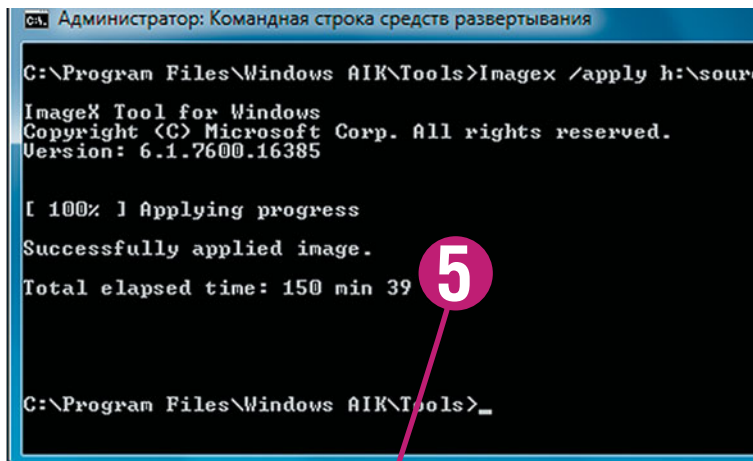 Администратор: Командная строка средств развертывания
C:\Program Files\Windows AIK\Tools>Imagex /apply h:\sour
ImageX Tool for Windows
Copyright (C) Microsoft Corp. All rights reserved.
Version: 6.1.7600.16385
[ 100% ] Applying progress
Successfully applied image.
Total elapsed time: 150 min 39
5
C:\Program Files\Windows AIK\Tools>_